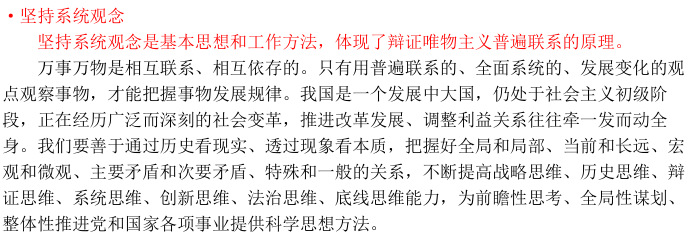 •坚持系统观念
坚持系统观念是基本思想和工作方法，体现了辩证唯物主义普遍联系的原理。
万事万物是相互联系、相互依存的。只有用普遍联系的、全面系统的、发展变化的观
点观察事物，才能把握事物发展规律。我国是一个发展中大国，仍处于社会主义初级阶
段，正在经历广泛而深刻的社会变革，推进改革发展、调整利益关系往往牵一发而动全
身。我们要善于通过历史看现实、透过现象看本质，把握好全局和局部、当前和长远、宏
观和微观、主要矛盾和次要矛盾、特殊和一般的关系，不断提高战略思维、历史思维、辩
证思维、系统思维、创新思维、法治思维、底线思维能力，为前瞻性思考、全局性谋划、
整体性推进党和国家各项事业提供科学思想方法。